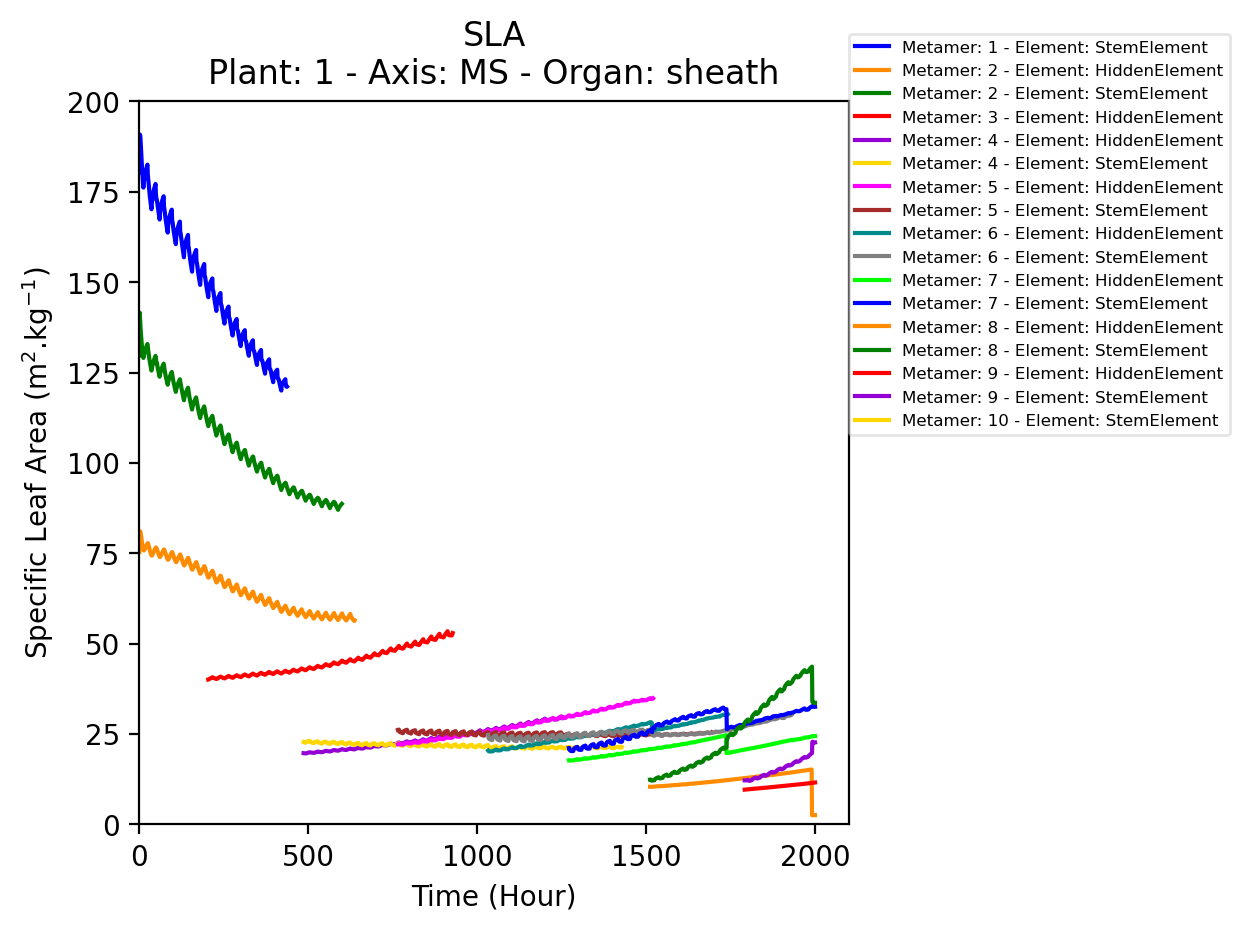 SLA
Plant: 1 - Axis: MS - Organ: sheath
Specific Leaf Area (m².kg⁻¹)
200
175
150
125
100
75
50
25
0
0 500 1000 1500 2000
Time (Hour)
Metamer: 1 - Element: StemElement
Metamer: 2 - Element: HiddenElement
Metamer: 2 - Element: StemElement
Metamer: 3 - Element: HiddenElement
Metamer: 4 - Element: HiddenElement
Metamer: 4 - Element: StemElement
Metamer: 5 - Element: HiddenElement
Metamer: 5 - Element: StemElement
Metamer: 6 - Element: HiddenElement
Metamer: 6 - Element: StemElement
Metamer: 7 - Element: HiddenElement
Metamer: 7 - Element: StemElement
Metamer: 8 - Element: HiddenElement
Metamer: 8 - Element: StemElement
Metamer: 9 - Element: HiddenElement
Metamer: 9 - Element: StemElement
Metamer: 10 - Element: StemElement